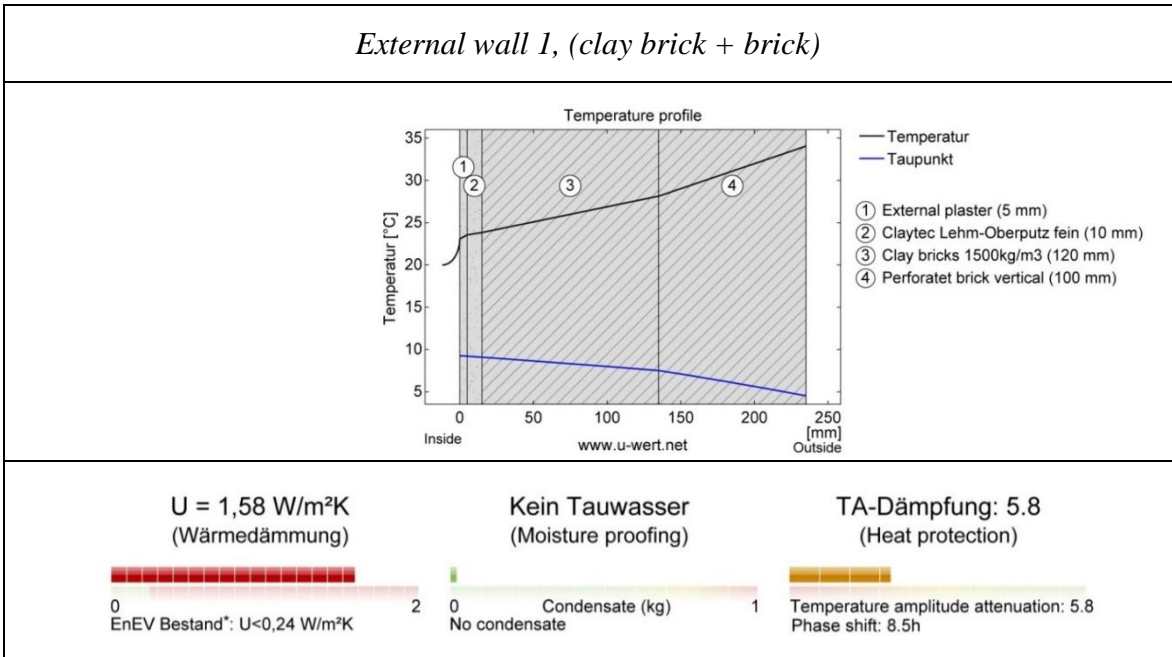 External wall 1, (clay brick + brick)
Temperature profile
35
30
25
20
15
10
5
Temperatur [°C]
1
2
3
4
0
50
100
150
200
250
[mm]
Inside
www.u-wert.net
Outside
Temperatur
Taupunkt
1 External plaster (5 mm)
2 Claytec Lehm-Oberputz fein (10 mm)
3 Clay bricks 1500kg/m3 (120 mm)
4 Perforatet brick vertical (100 mm)
U = 1,58 W/m²K
(Wärmedämmung)
0 2
EnEV Bestand*: U<0,24 W/m²K
Kein Tauwasser
(Moisture proofing)
0 Condensate (kg) 1
No condensate
TA-Dämpfung: 5.8
(Heat protection)
Temperature amplitude attenuation: 5.8
Phase shift: 8.5h